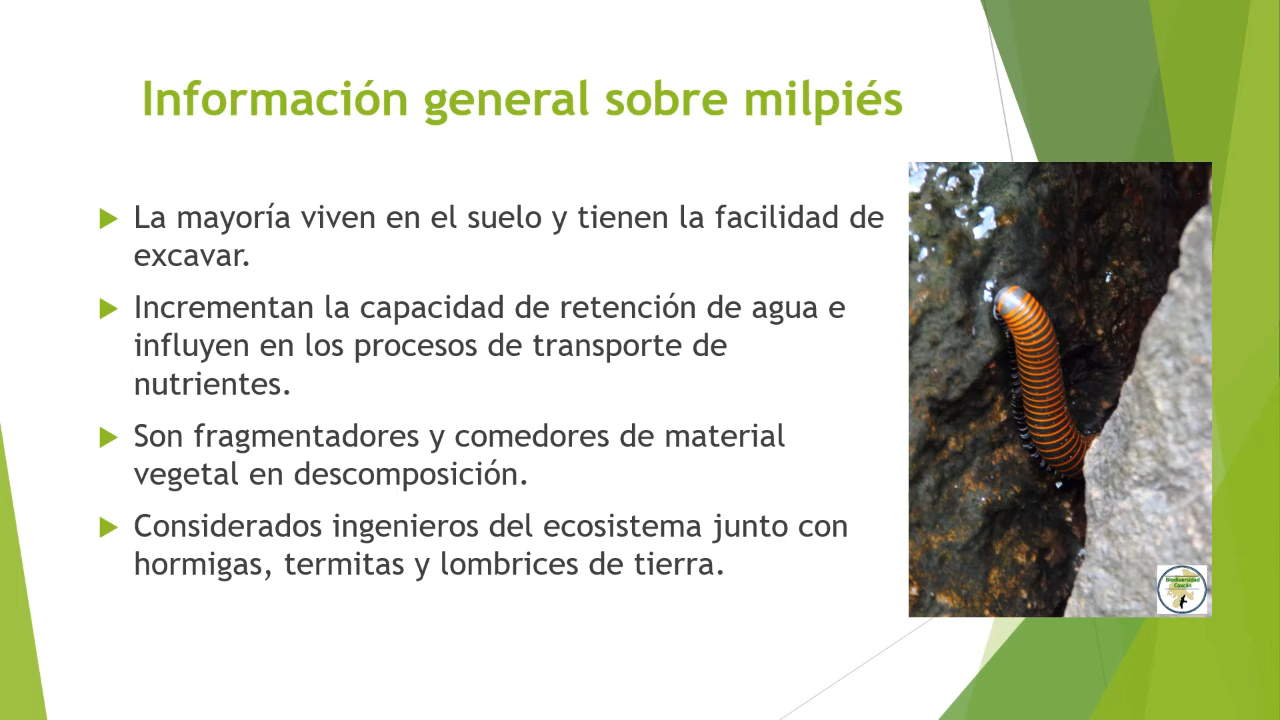 Información general sobre milpiés
La mayoría viven en el suelo y tienen la facilidad de
excavar.
Incrementan la capacidad de retención de agua e
influyen en los procesos de transporte de
nutrientes.
Son fragmentadores y comedores de material
vegetal en descomposición.
Considerados ingenieros del ecosistema junto con
hormigas, termitas y lombrices de tierra.
Biodiversidad
Caxcán